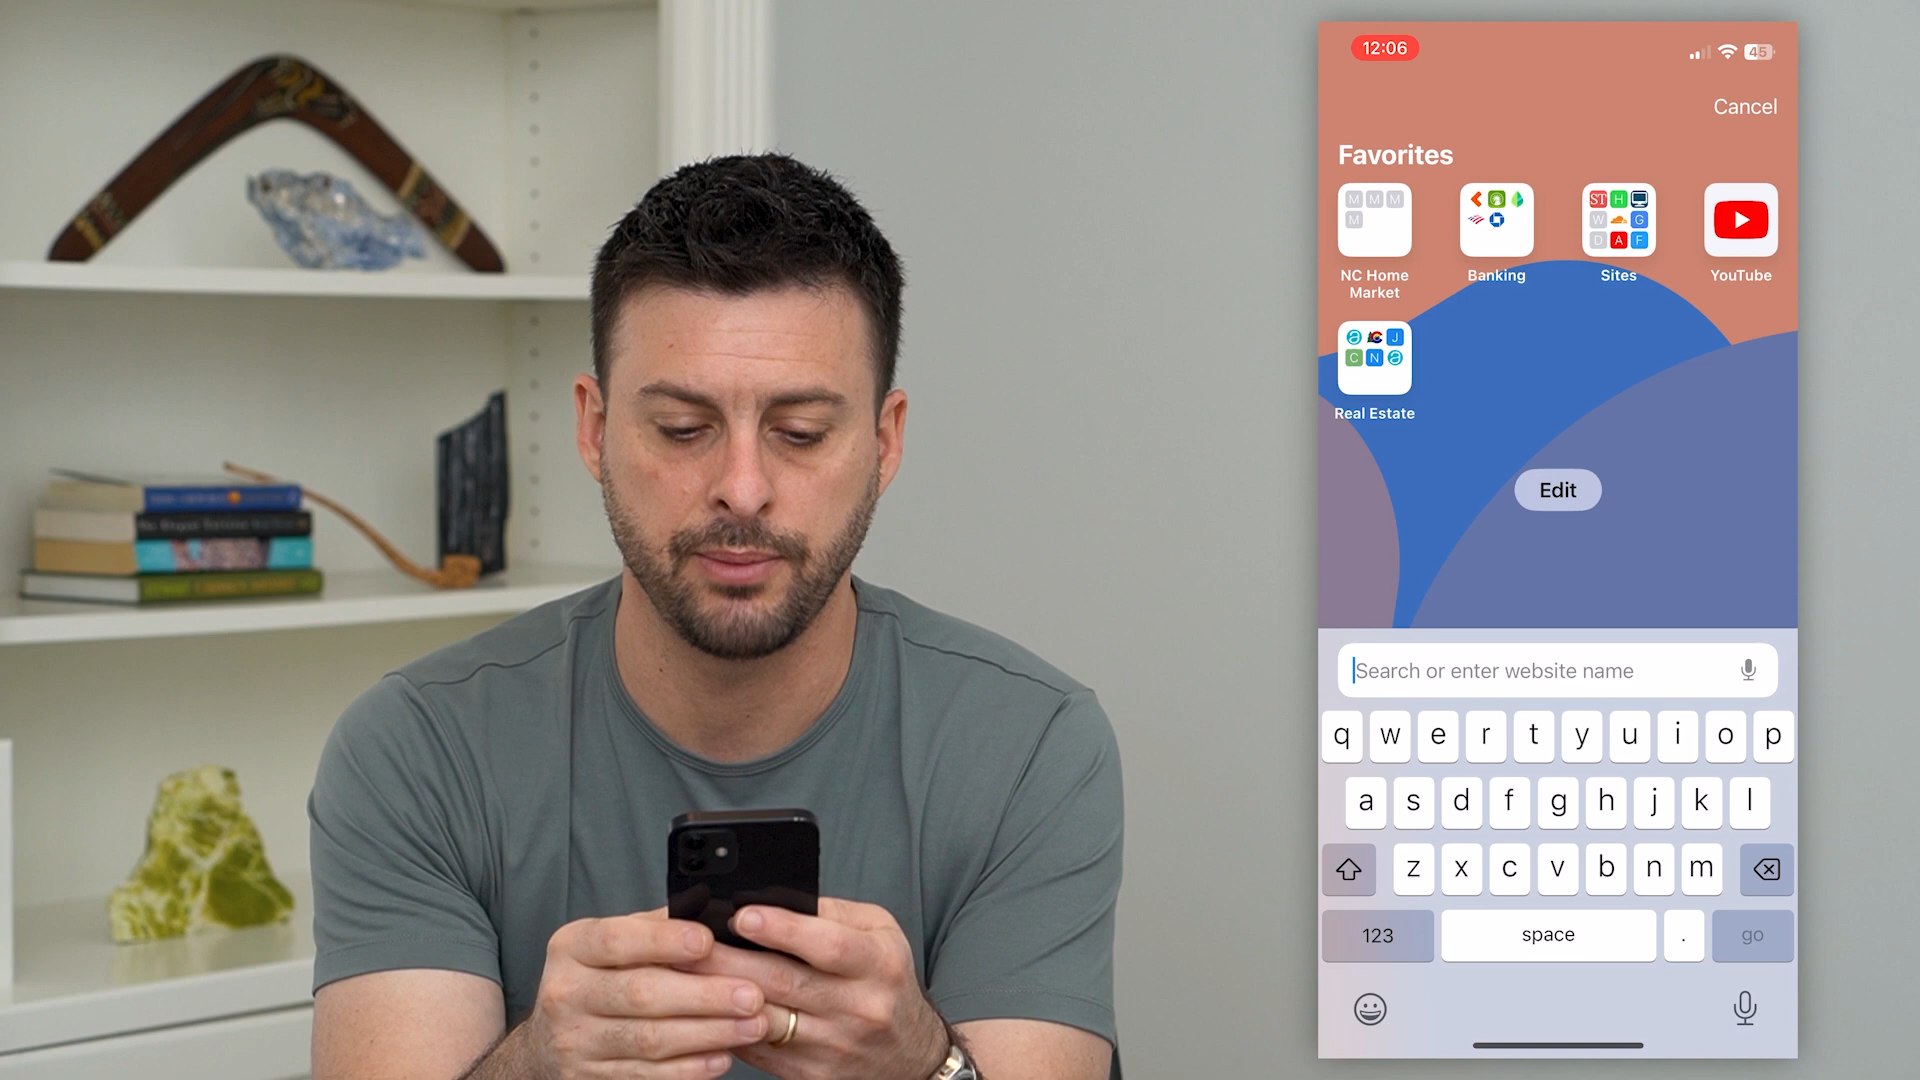 12:06
45
Cancel
Favorites
M M M
M
ST H
W G
D A F
NC Home
Market
Banking
Sites
YouTube
J
C N
Real Estate
Edit
Search or enter website name
q w e r t y u i o p
a s d f g h j k l
z x c v b n m
123 space . go